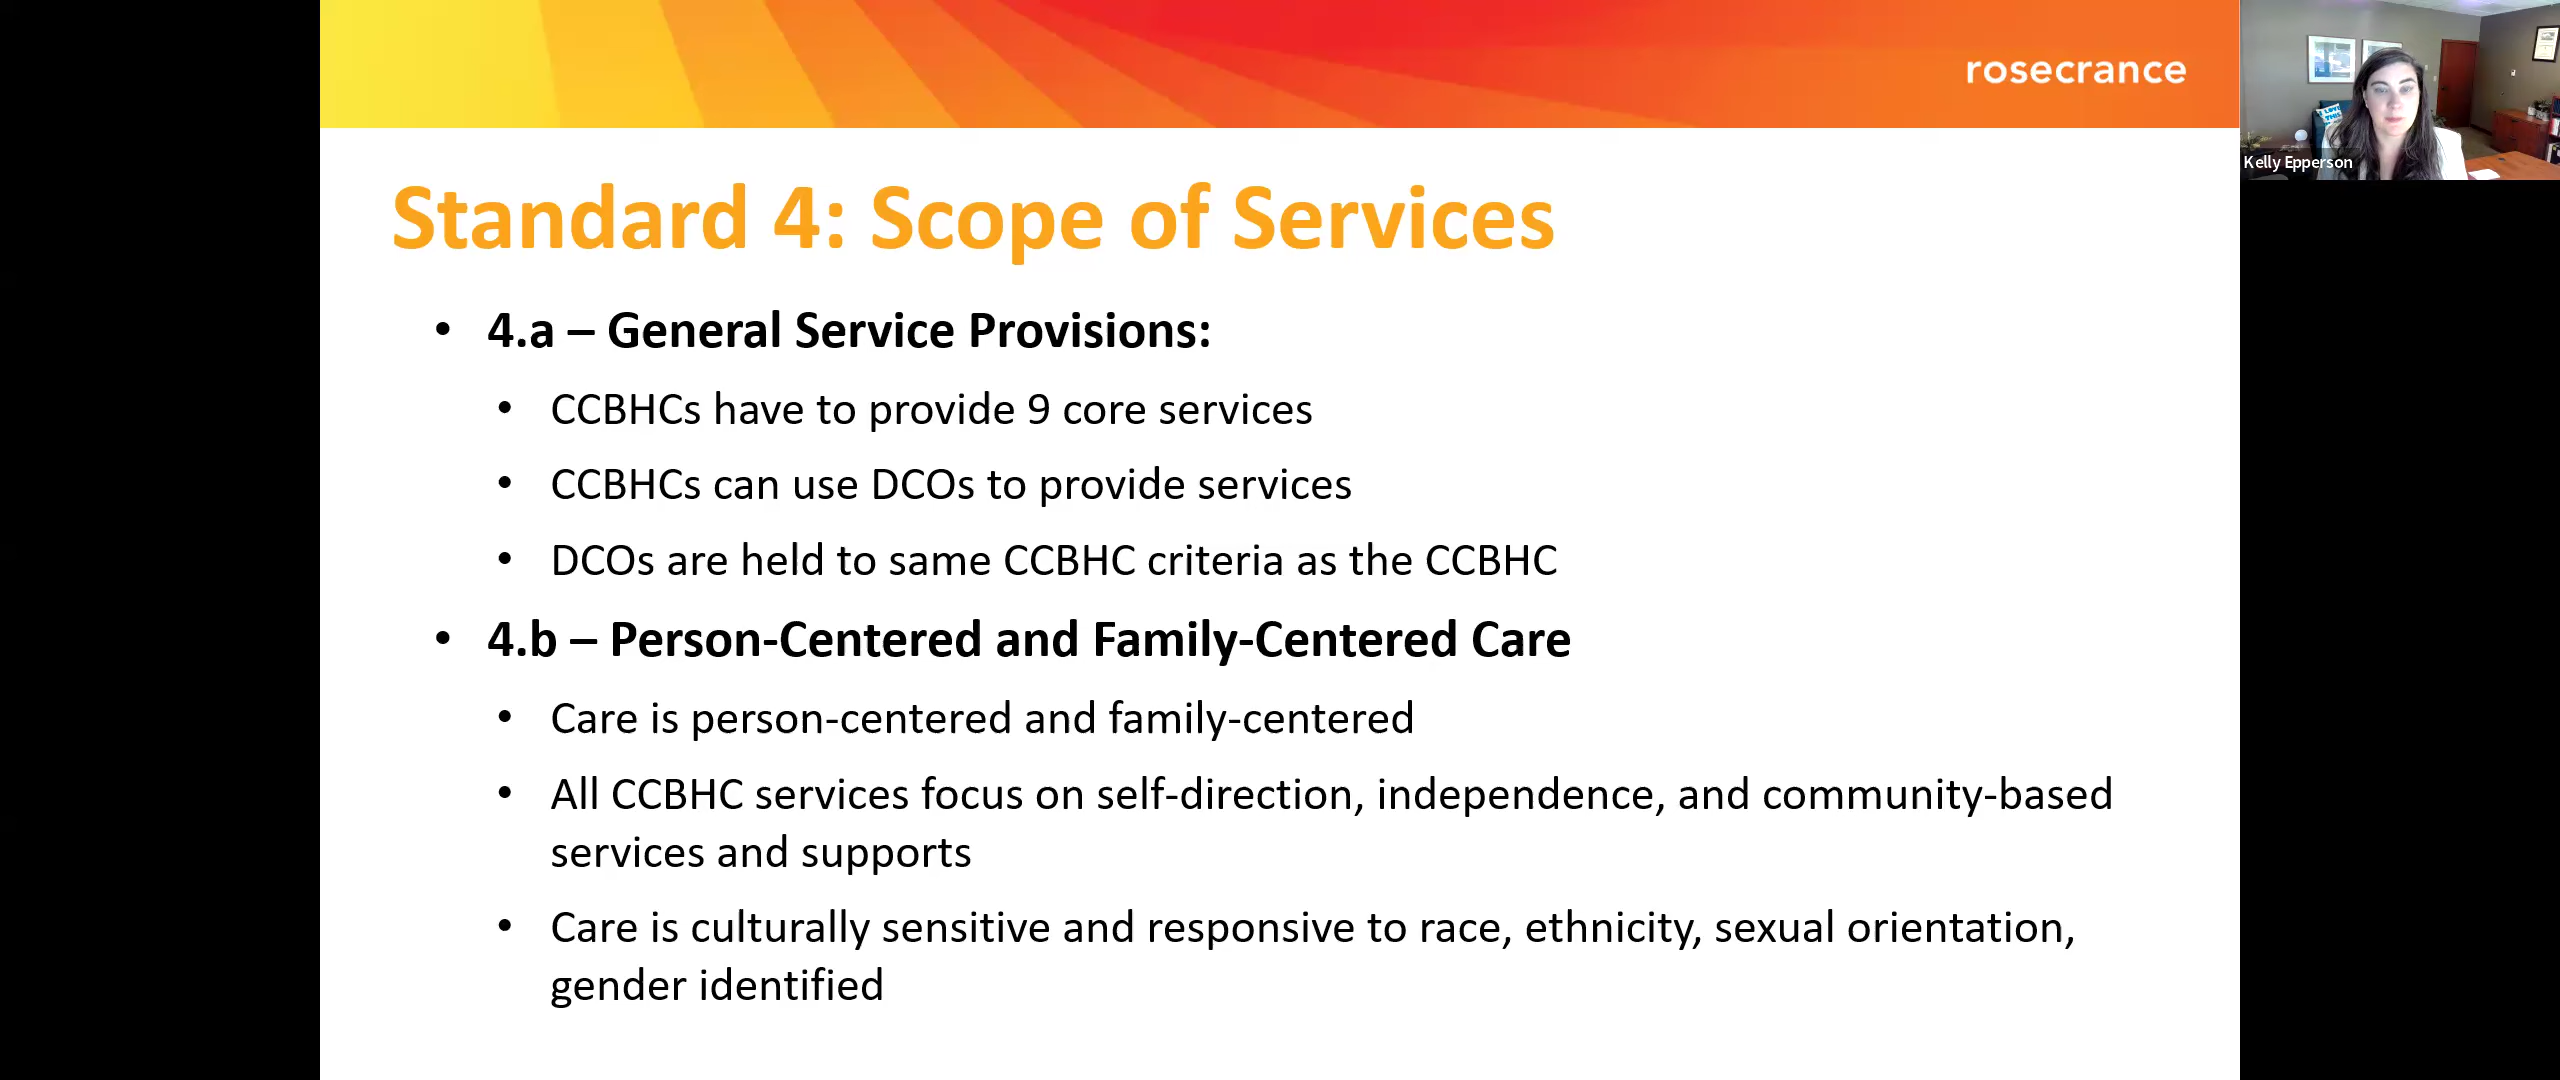 rosecrance
Kelly Epperson
Standard 4: Scope of Services
• 4.a – General Service Provisions:
• CCBHCs have to provide 9 core services
• CCBHCs can use DCOs to provide services
• DCOs are held to same CCBHC criteria as the CCBHC
• 4.b – Person-Centered and Family-Centered Care
• Care is person-centered and family-centered
• All CCBHC services focus on self-direction, independence, and community-based
services and supports
• Care is culturally sensitive and responsive to race, ethnicity, sexual orientation,
gender identified